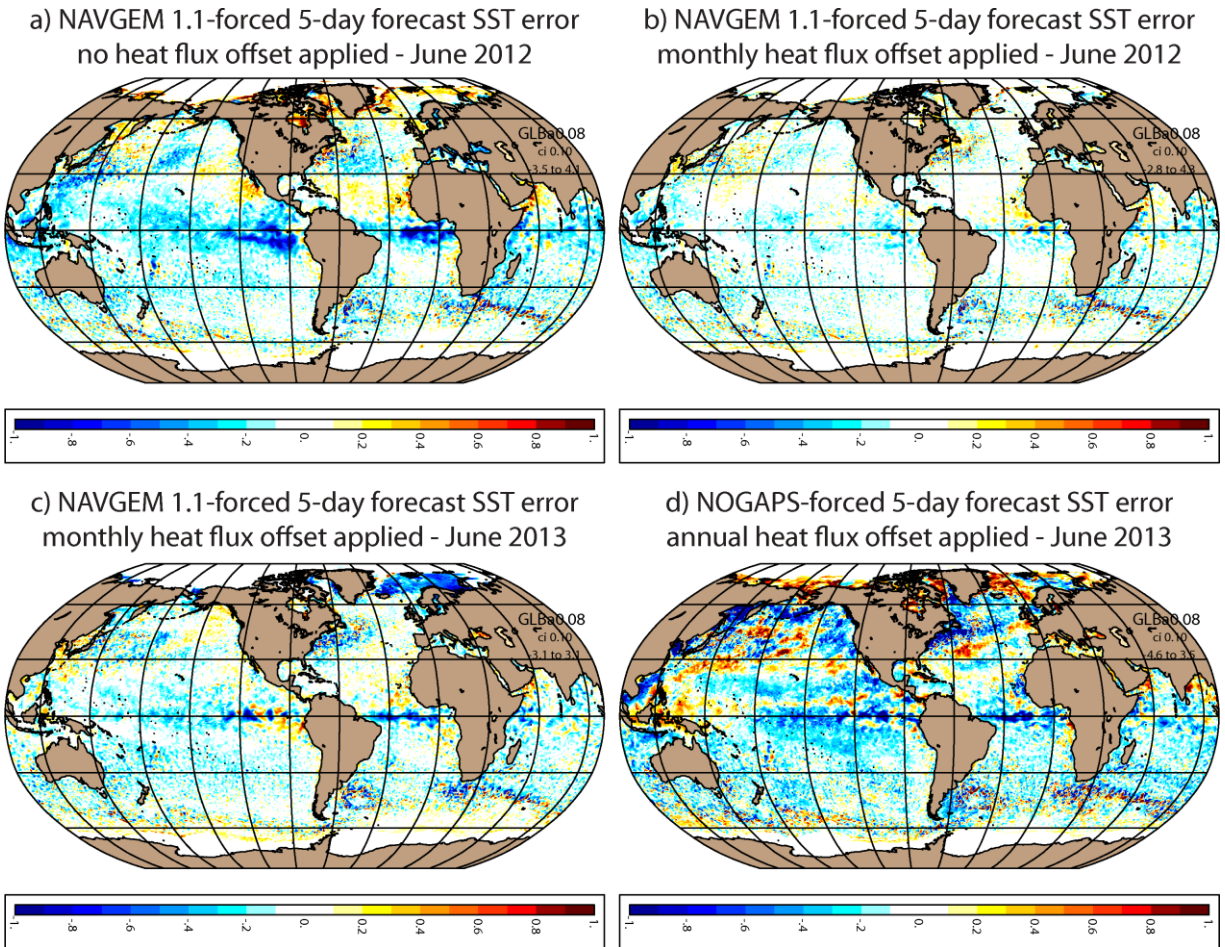 a) NAVGEM 1.1-forced 5-day forecast SST error
no heat flux offset applied - June 2012
GLBa0.08
ci 0.10
-3.5 to 4.1
-1. -.8 -.6 -.4 -.2 0. 0.2 0.4 0.6 0.8 1.
b) NAVGEM 1.1-forced 5-day forecast SST error
monthly heat flux offset applied - June 2012
GLBa0.08
ci 0.10
-2.8 to 4.3
-1. -.8 -.6 -.4 -.2 0. 0.2 0.4 0.6 0.8 1.
c) NAVGEM 1.1-forced 5-day forecast SST error
monthly heat flux offset applied - June 2013
GLBa0.08
ci 0.10
-3.1 to 3.1
-1. -.8 -.6 -.4 -.2 0. 0.2 0.4 0.6 0.8 1.
d) NOGAPS-forced 5-day forecast SST error
annual heat flux offset applied - June 2013
GLBa0.08
ci 0.10
-4.6 to 3.5
-1. -.8 -.6 -.4 -.2 0. 0.2 0.4 0.6 0.8 1.